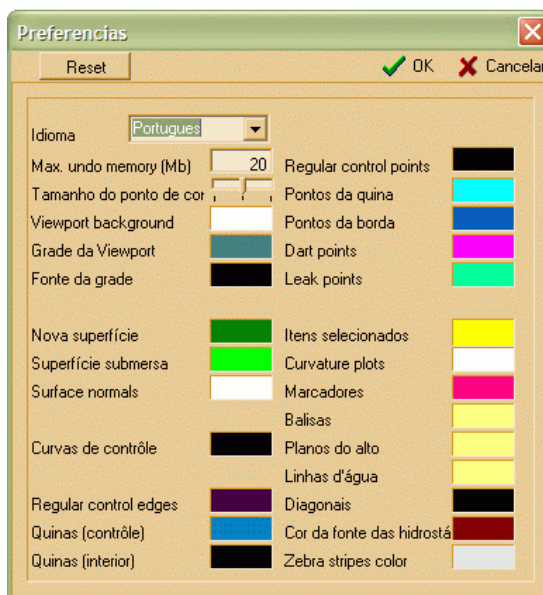 Preferencias
Reset OK Cancelar
Idioma Portugues
Max. undo memory (Mb) 20 Regular control points
Tamanho do ponto de cor Pontos da quina
Viewport background Pontos da borda
Grade da Viewport Dart points
Fonte da grade Leak points
Nova superfície Itens selecionados
Superfície submersa Curvature plots
Surface normals Marcadores
Balisas
Curvas de contrôle Planos do alto
Linhas d'água
Regular control edges Diagonais
Quinas (contrôle) Cor da fonte das hidrostá
Quinas (interior) Zebra stripes color